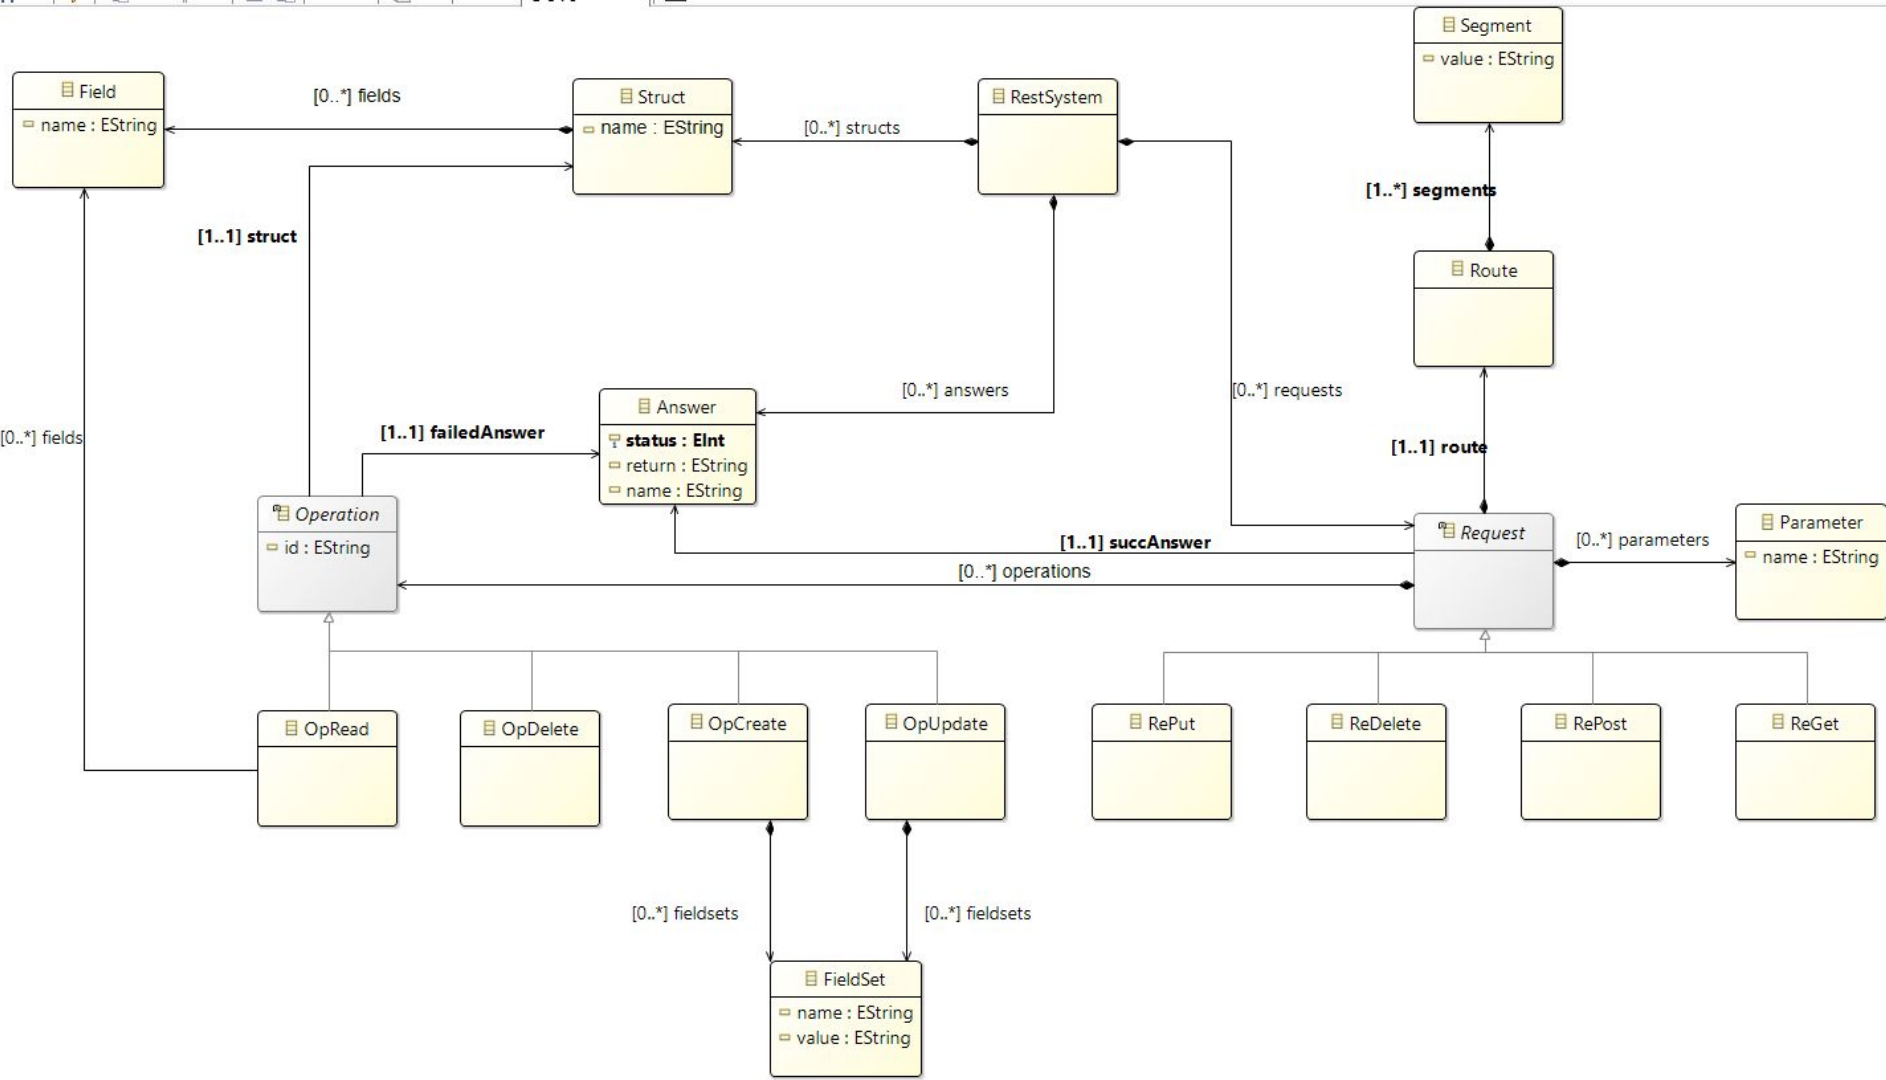 Segment
value : EString
Field
name : EString
[0..*] fields
Struct
name : EString
[0..*] structs
RestSystem
[1..*] segments
[1..1] struct
Route
[0..*] answers
[0..*] requests
[0..*] fields
[1..1] failedAnswer
Answer
status : EInt
return : EString
name : EString
[1..1] route
Operation
id : EString
[1..1] succAnswer
[0..*] operations
Request
[0..*] parameters
Parameter
name : EString
OpRead
OpDelete
OpCreate
OpUpdate
RePut
ReDelete
RePost
ReGet
[0..*] fieldsets
[0..*] fieldsets
FieldSet
name : EString
value : EString